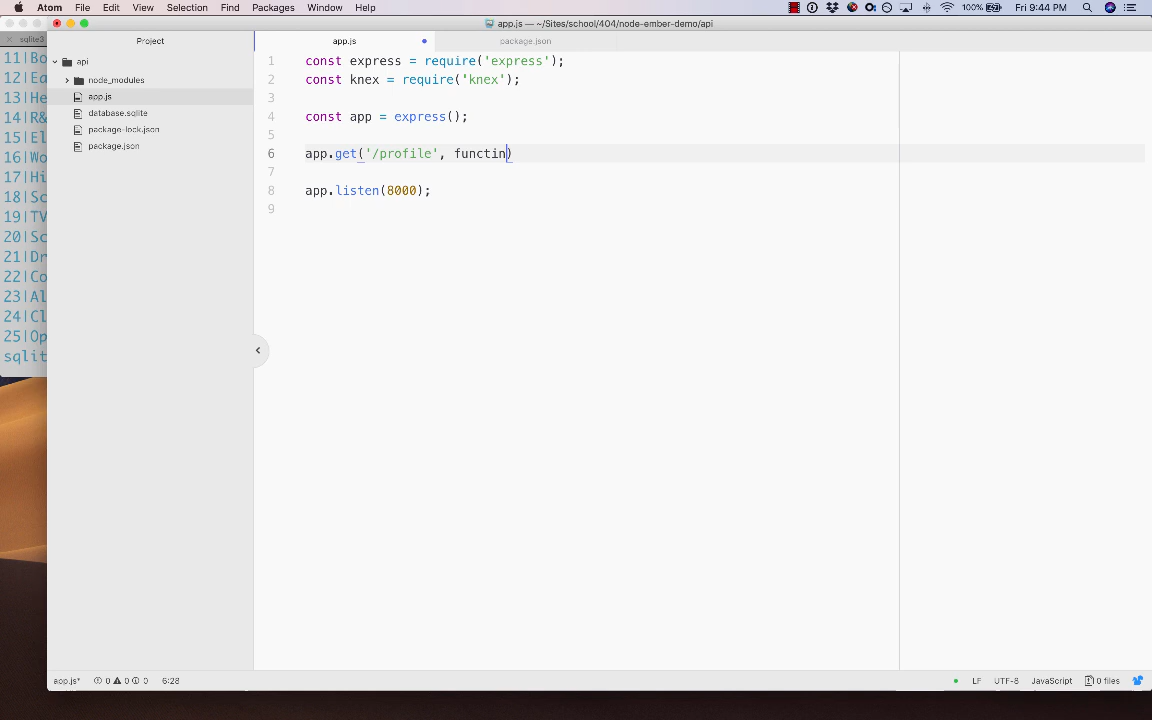 Atom File Edit View Selection Find Packages Window Help 100% Fri 9:44 PM
app.js — ~/Sites/school/404/node-ember-demo/api
sqlite3
Project
app.js
package.json
11|Bo
12|Ea
13|He
14|R&
15|El
16|Wo
17|Hi
18|Sc
19|TV
20|Sc
21|Dr
22|Co
23|Al
24|Cl
25|Op
sqlit
api
node_modules
app.js
database.sqlite
package-lock.json
package.json
1 const express = require('express');
2 const knex = require('knex');
3
4 const app = express();
5
6 app.get('/profile', functin)
7
8 app.listen(8000);
9
app.js* 0 0 0 6:28 LF UTF-8 JavaScript 0 files